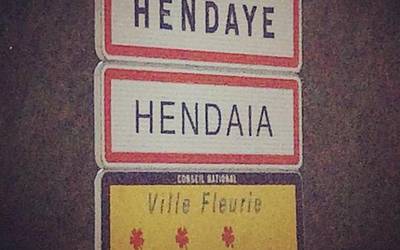 HENDAYE
HENDAIA
CONSEIL NATIONAL
Ville Fleurie